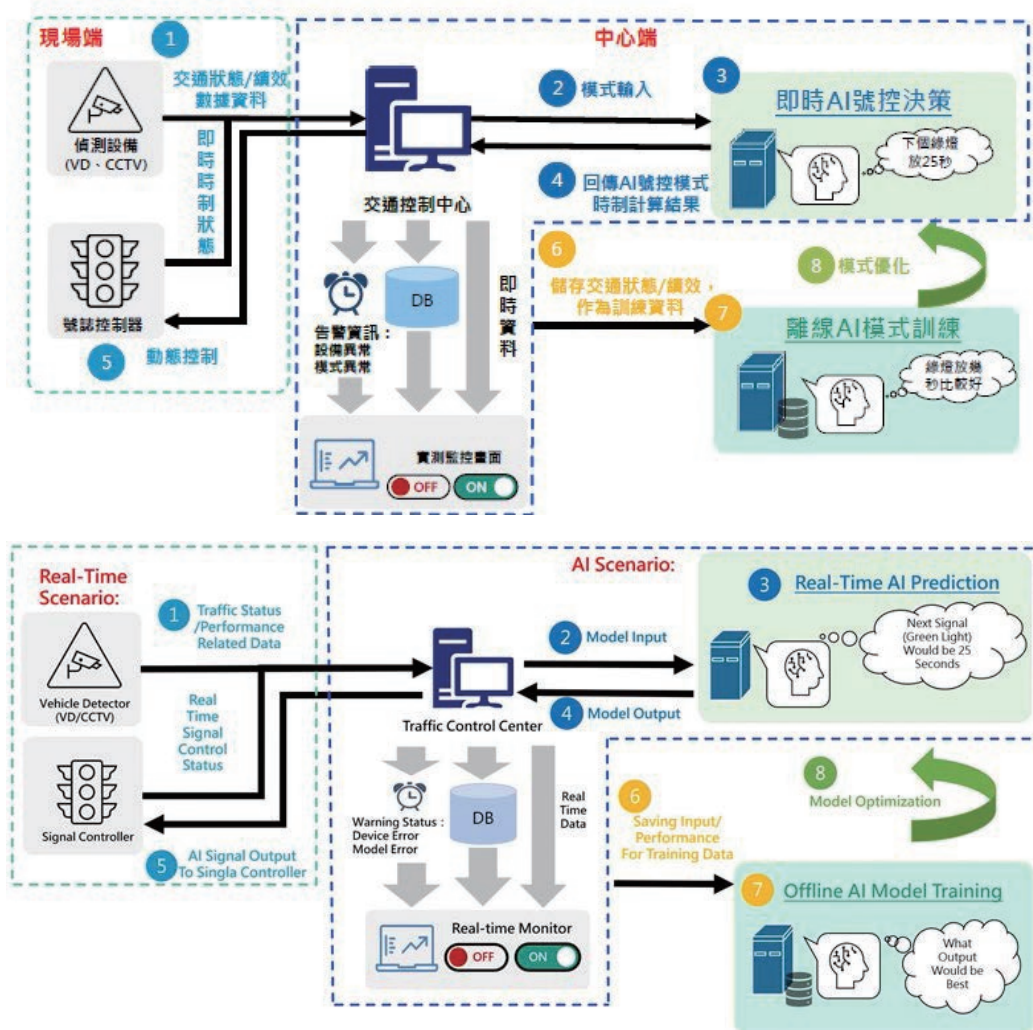 現場端
1
交通狀態/績效
數據資料
偵測設備
(VD、CCTV)
即時時制狀態
號誌控制器
5 動態控制
中心端
交通控制中心
2 模式輸入
4 回傳AI號控模式
時制計算結果
3
即時AI號控決策
下個綠燈
放25秒
告警資訊：
設備異常
模式異常
DB
即時資料
實測監控畫面
OFF
ON
6
儲存交通狀態/績效，
作為訓練資料
8 模式優化
7
離線AI模式訓練
綠燈放幾
秒比較好
Real-Time
Scenario:
1 Traffic Status
/Performance
Related Data
Vehicle Detector
(VD/CCTV)
Real
Time
Signal
Control
Status
Signal Controller
5 AI Signal Output
To Singla Controller
AI Scenario:
Traffic Control Center
2 Model Input
4 Model Output
3 Real-Time AI Prediction
Next Signal
(Green Light)
Would be 25
Seconds
Warning Status :
Device Error
Model Error
DB
Real
Time
Data
Real-time Monitor
OFF
ON
6
Saving Input/
Performance
For Training Data
8
Model Optimization
7 Offline AI Model Training
What
Output
Would be
Best